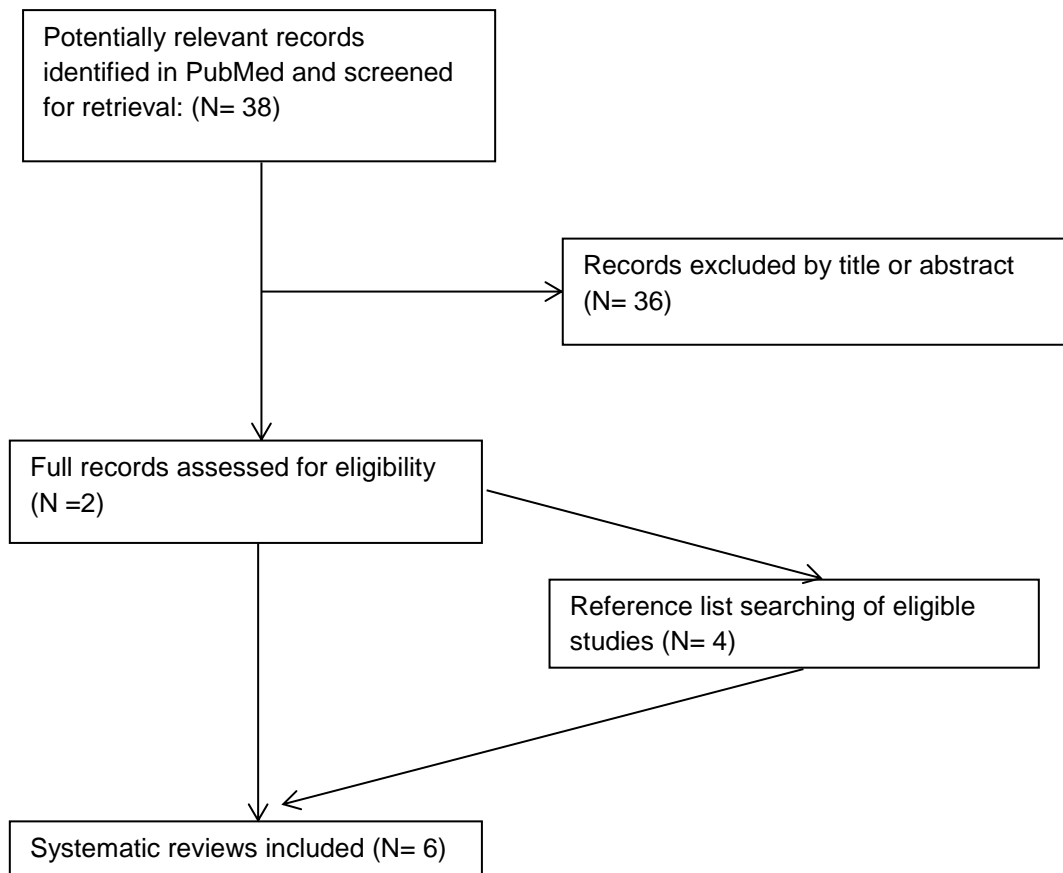 Potentially relevant records
identified in PubMed and screened
for retrieval: (N= 38)
Records excluded by title or abstract
(N= 36)
Full records assessed for eligibility
(N =2)
Reference list searching of eligible
studies (N= 4)
Systematic reviews included (N= 6)